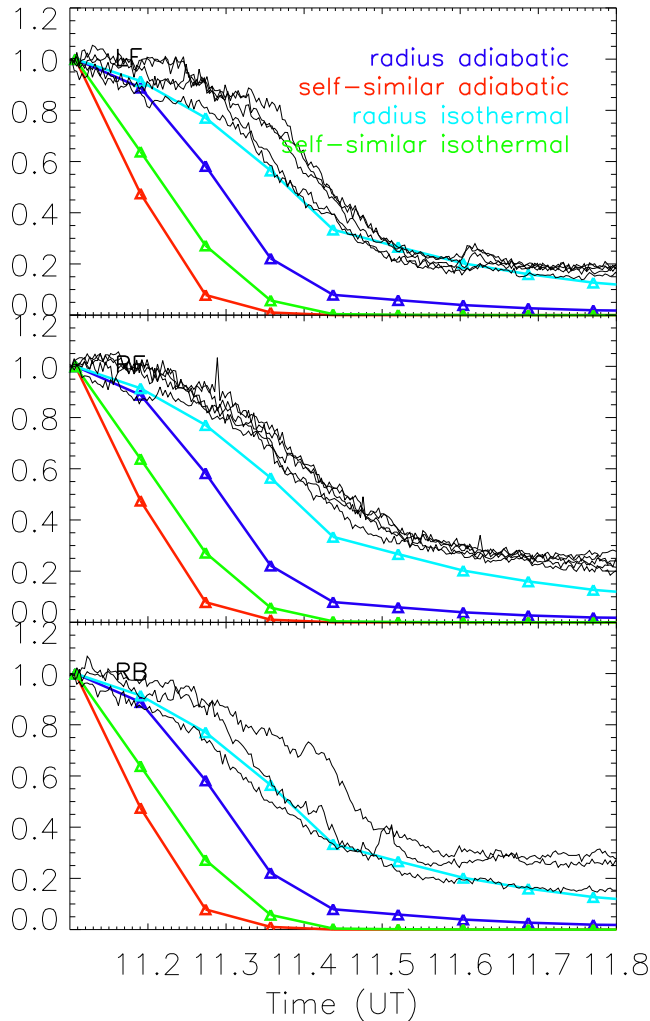 1.2
1.0
0.8
0.6
0.4
0.2
0.0
LF
radius adiabatic
self-similar adiabatic
radius isothermal
self-similar isothermal
1.2
1.0
0.8
0.6
0.4
0.2
0.0
RF
1.2
1.0
0.8
0.6
0.4
0.2
0.0
RB
11.2 11.3 11.4 11.5 11.6 11.7 11.8
Time (UT)